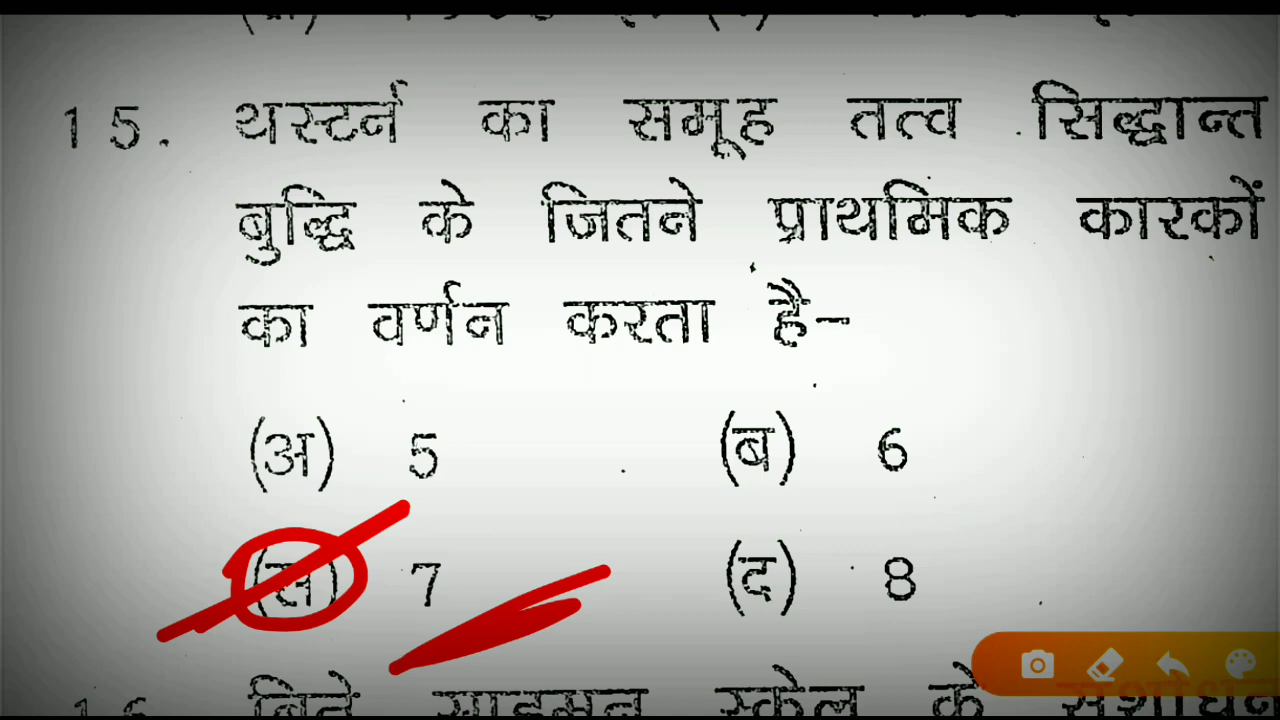 15. थर्स्टन का समूह तत्व सिद्धान्त
बुद्धि के जितने प्राथमिक कारकों
का वर्णन करता है-
(अ) 5 (ब) 6
(स) 7 (द) 8